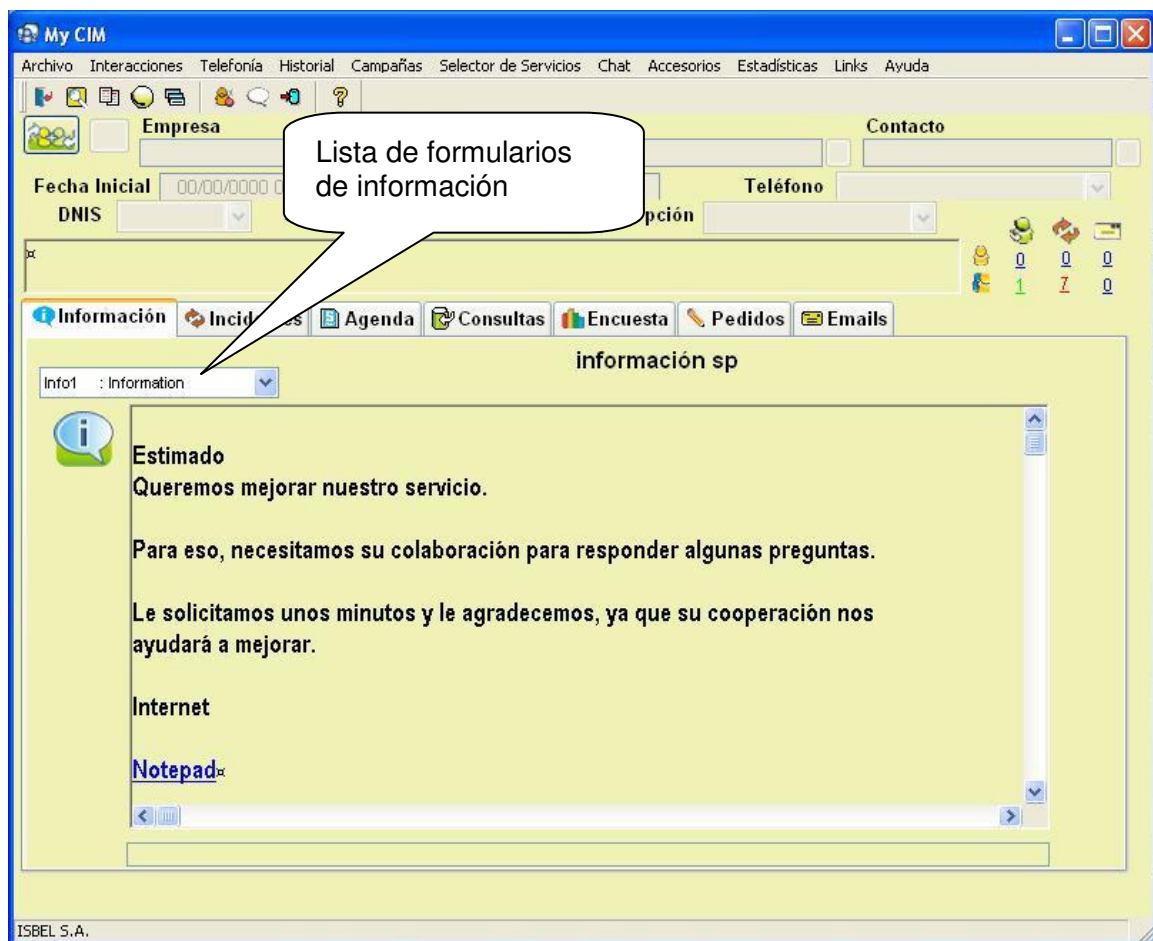 My CIM
Archivo Interacciones Telefonía Historial Campañas Selector de Servicios Chat Accesorios Estadísticas Links Ayuda
Empresa Contacto
Lista de formularios
de información
Fecha Inicial 00/00/0000 Teléfono
DNIS pción
¤
0 0 0
1 7 0
Información Incid es Agenda Consultas Encuesta Pedidos Emails
información sp
Info1 : Information
Estimado
Queremos mejorar nuestro servicio.
Para eso, necesitamos su colaboración para responder algunas preguntas.
Le solicitamos unos minutos y le agradecemos, ya que su cooperación nos
ayudará a mejorar.
Internet
Notepad¤
ISBEL S.A.